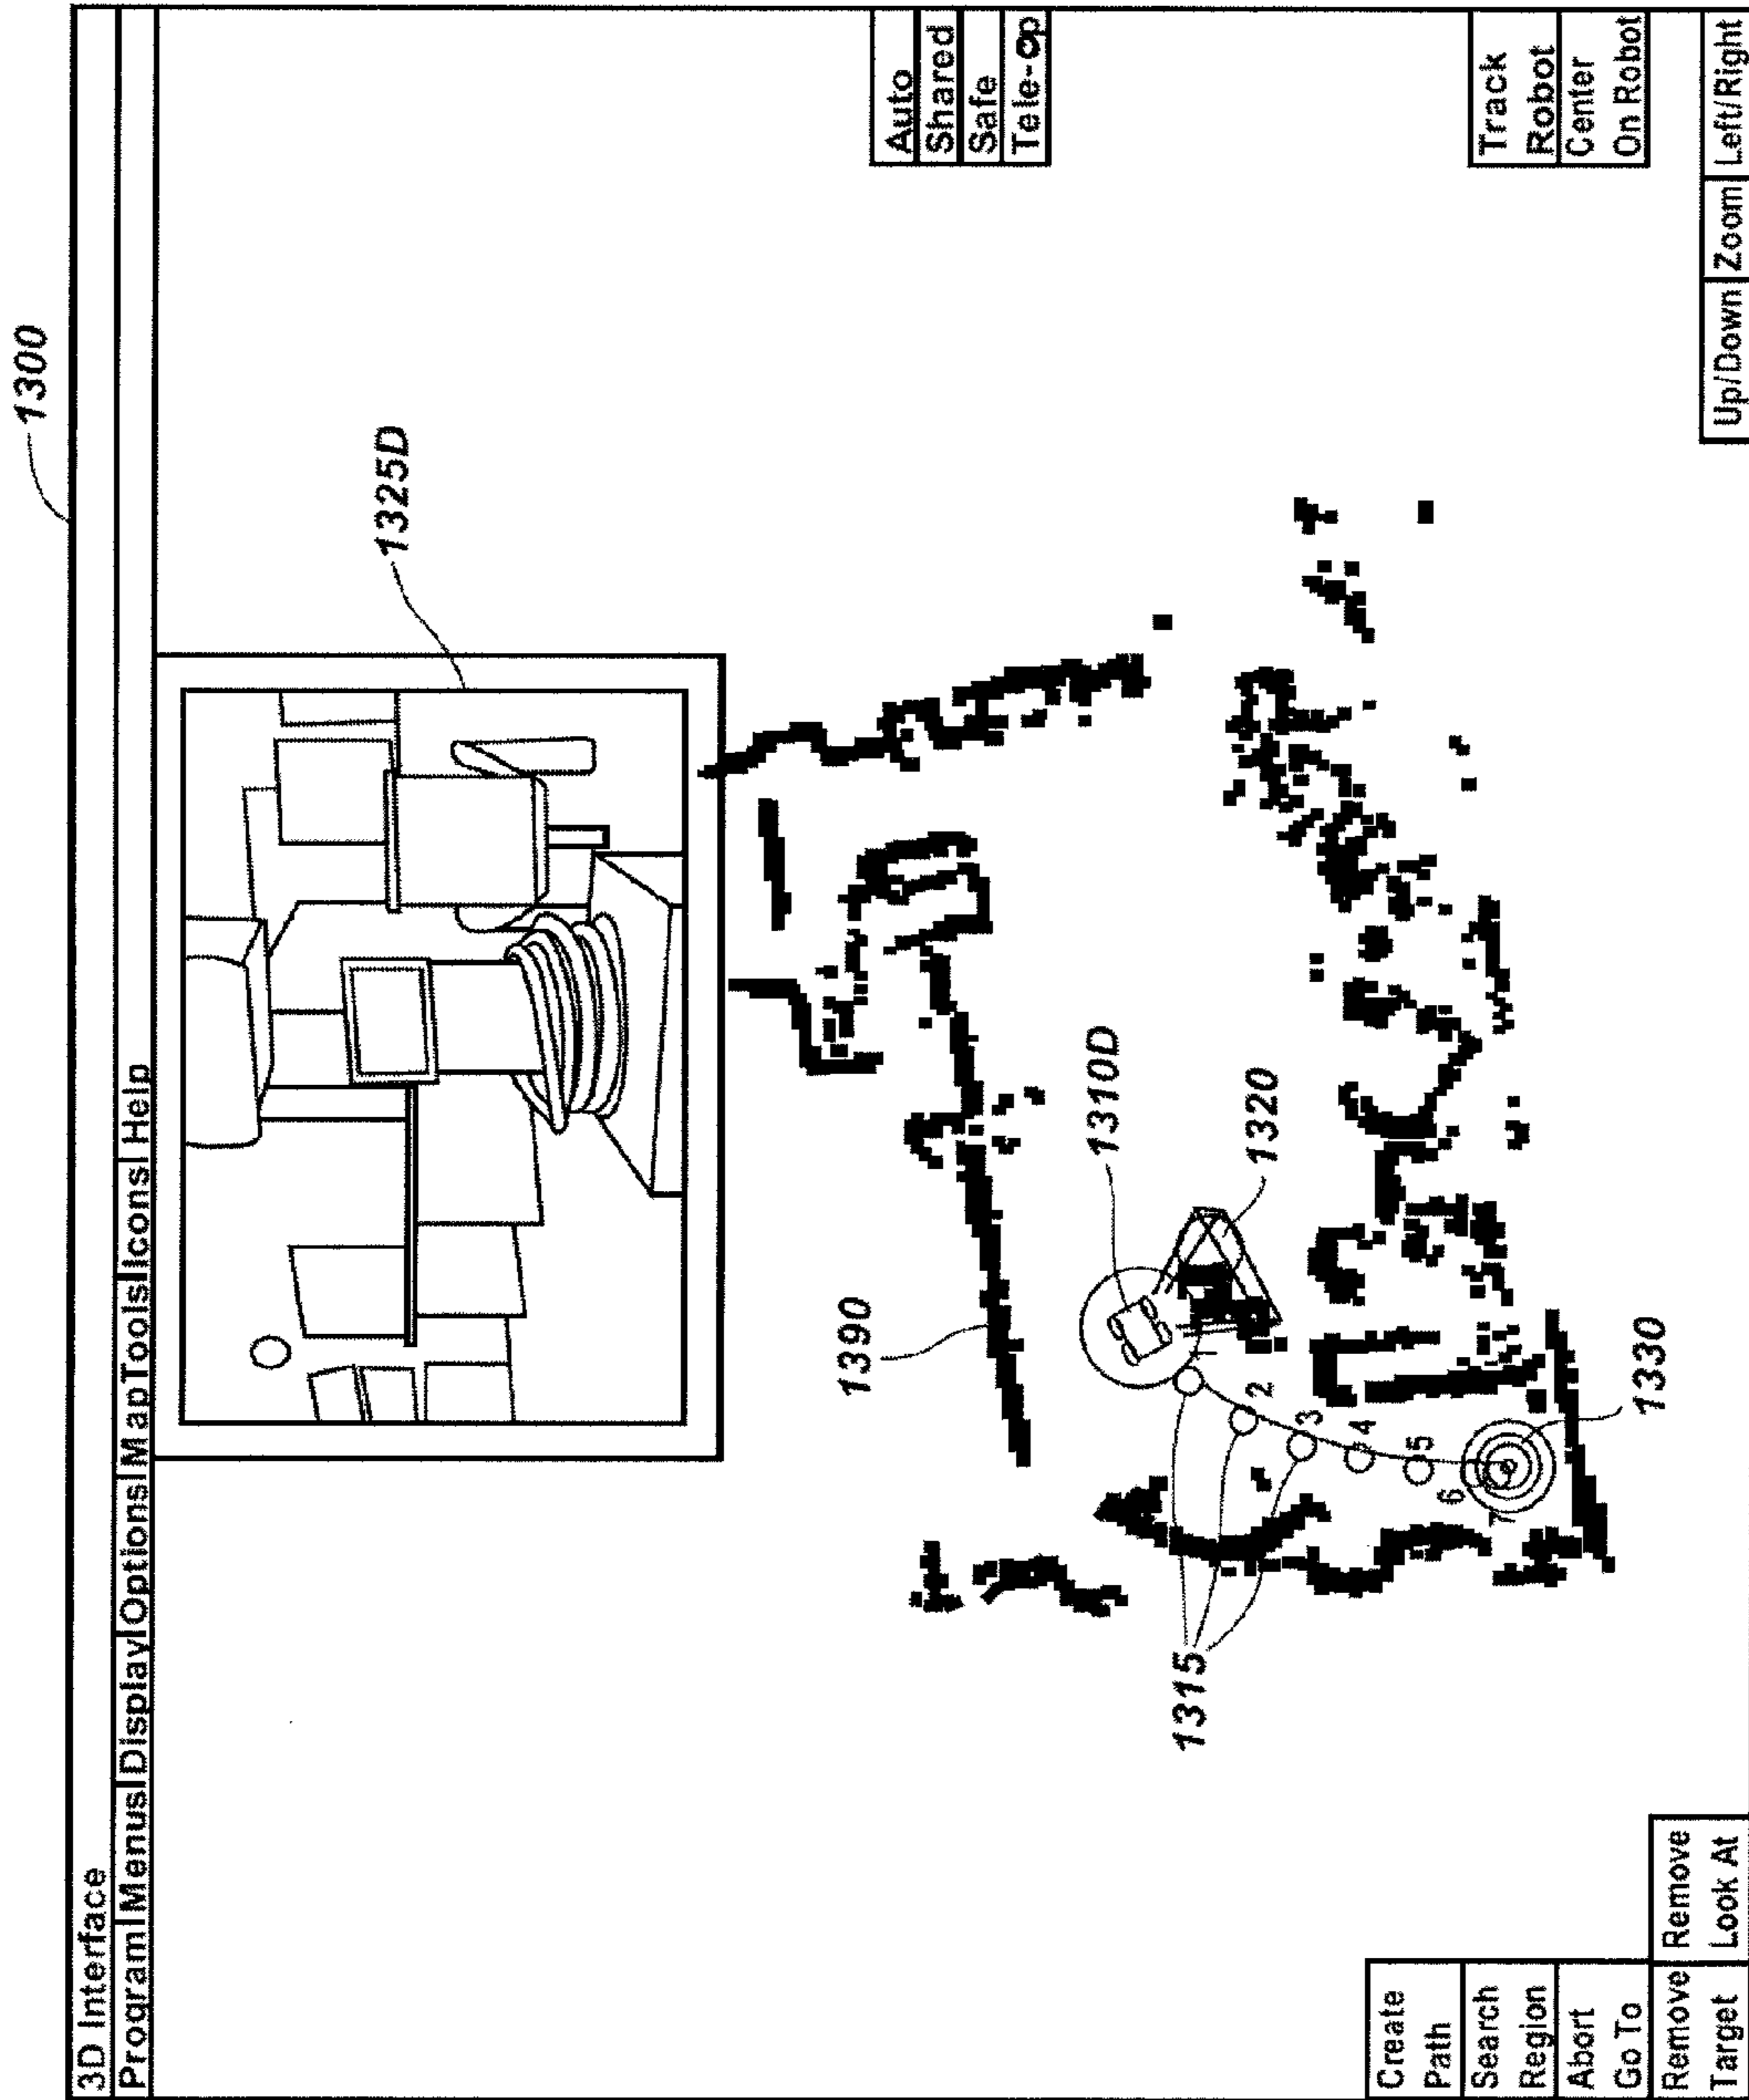 1300
3D Interface
Program|Menus|Display|Options|MapTools|Icons|Help
1325D
Auto
Shared
Safe
Tele-Op
1390
1310D
1320
1315
2
3
4
5
6
7
1330
Track
Robot
Center
On Robot
Create
Path
Search
Region
Abort
Go To
Remove
Target
Remove
Look At
Up/Down|Zoom|Left/Right